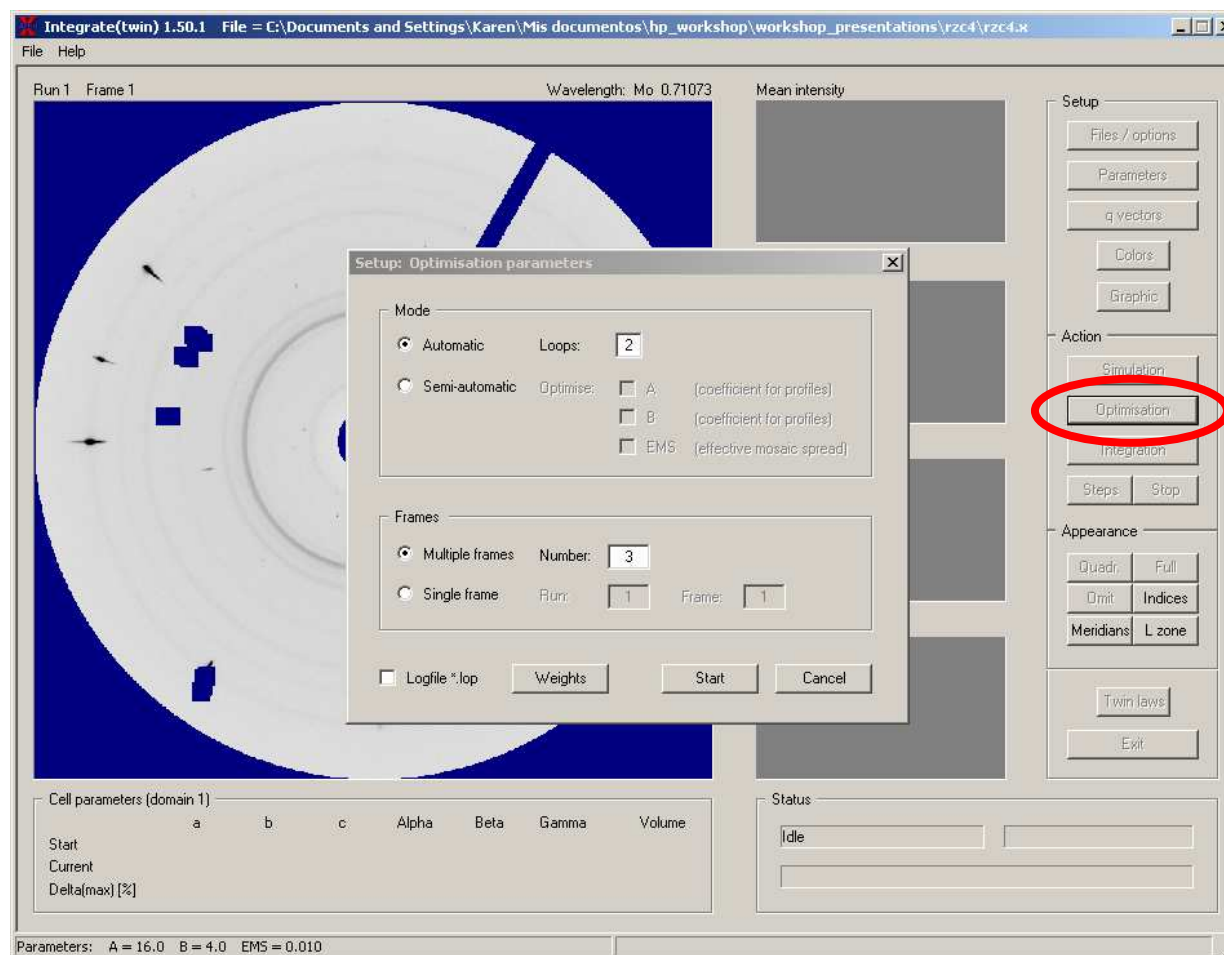 Integrate(twin) 1.50.1 File = C:\Documents and Settings\Karen\Mis documentos\hp_workshop\workshop_presentations\rzc4\rzc4.x
File Help
Run 1 Frame 1 Wavelength: Mo 0.71073 Mean intensity
Setup
Files / options
Parameters
q vectors
Colors
Graphic
Action
Simulation
Optimisation
Integration
Steps Stop
Appearance
Quadr. Full
Omit Indices
Meridians L zone
Twin laws
Exit
Setup: Optimisation parameters
Mode
Automatic Loops: 2
Semi-automatic Optimise: A (coefficient for profiles)
B (coefficient for profiles)
EMS (effective mosaic spread)
Frames
Multiple frames Number: 3
Single frame Run: 1 Frame: 1
Logfile *.lop Weights Start Cancel
Cell parameters (domain 1)
a b c Alpha Beta Gamma Volume
Start
Current
Delta(max) [%]
Status
Idle
Parameters: A = 16.0 B = 4.0 EMS = 0.010